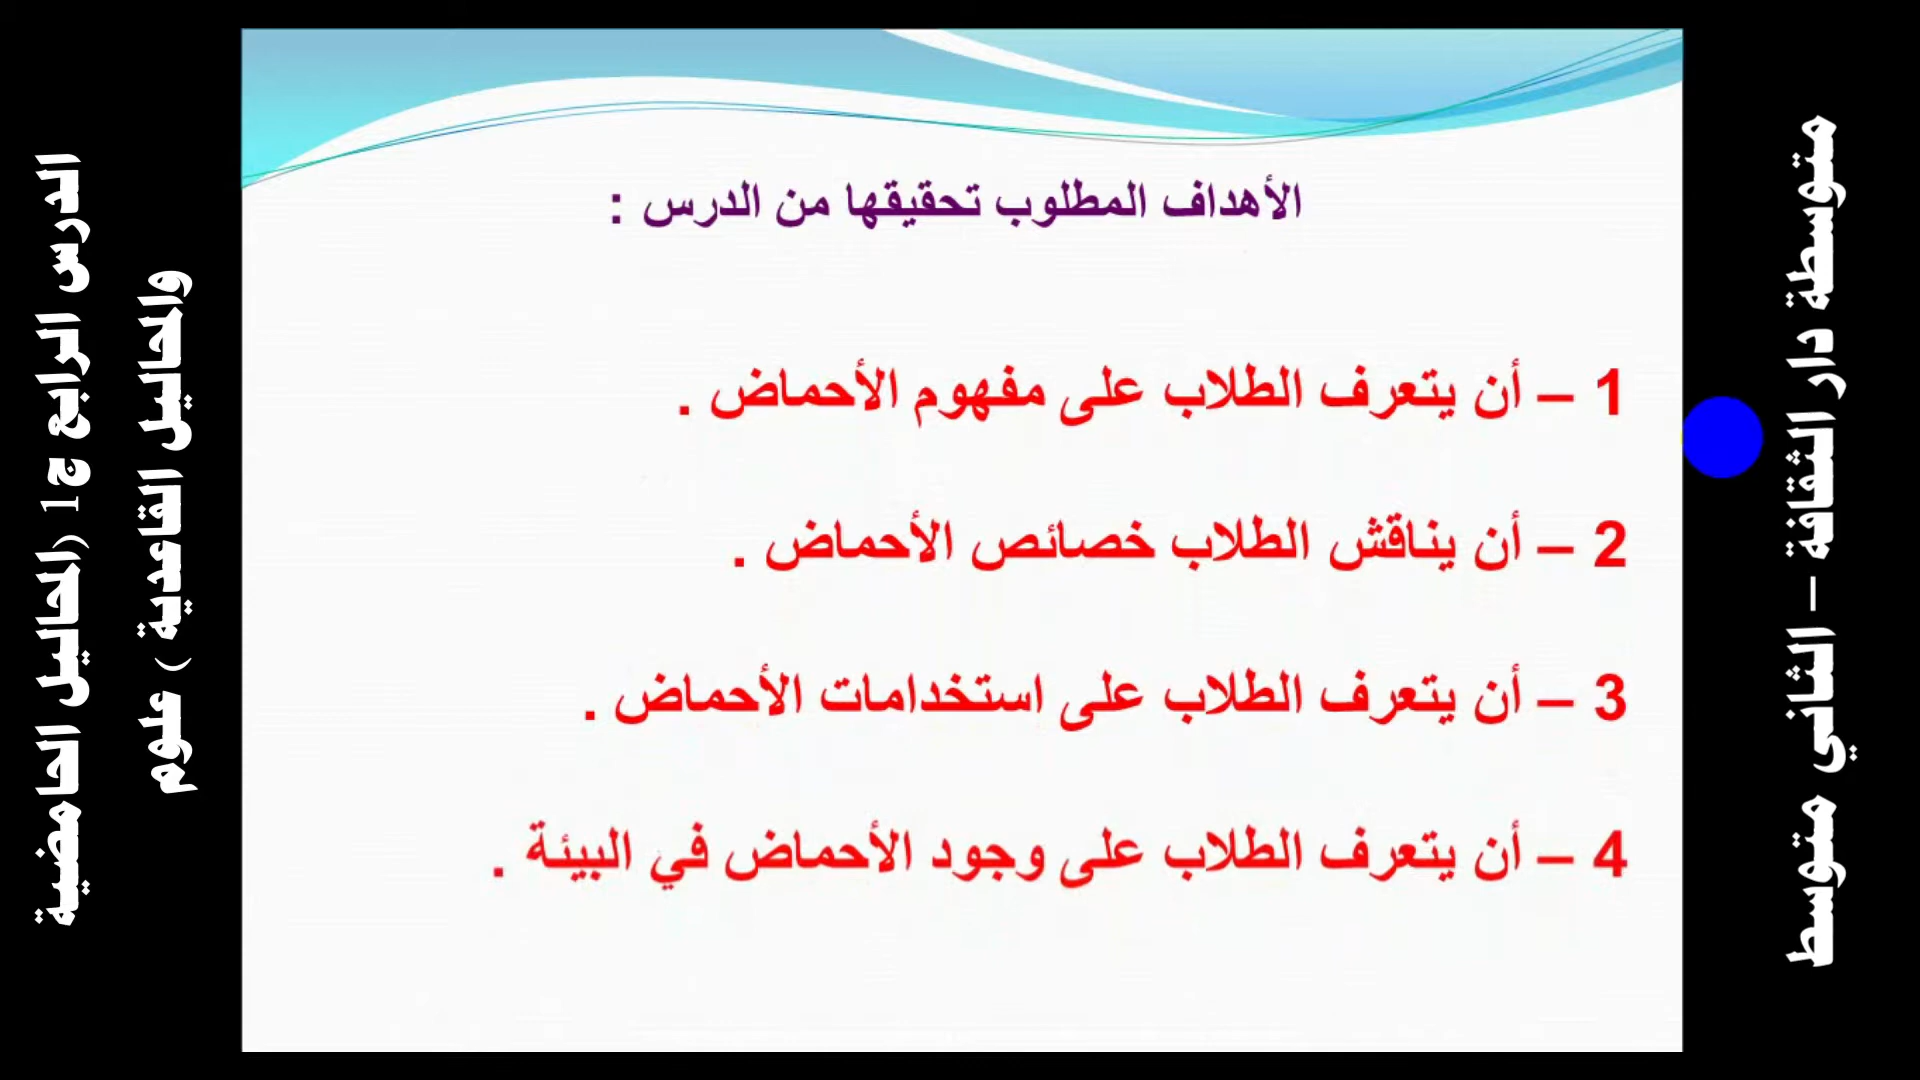 متوسطة دار الثقافة – الثاني متوسط
الأهداف المطلوب تحقيقها من الدرس :
1 – أن يتعرف الطلاب على مفهوم الأحماض .
2 – أن يناقش الطلاب خصائص الأحماض .
3 – أن يتعرف الطلاب على استخدامات الأحماض .
4 – أن يتعرف الطلاب على وجود الأحماض في البيئة .
الدرس الرابع ج1 (المحاليل الحامضية
والمحاليل القاعدية ) علوم